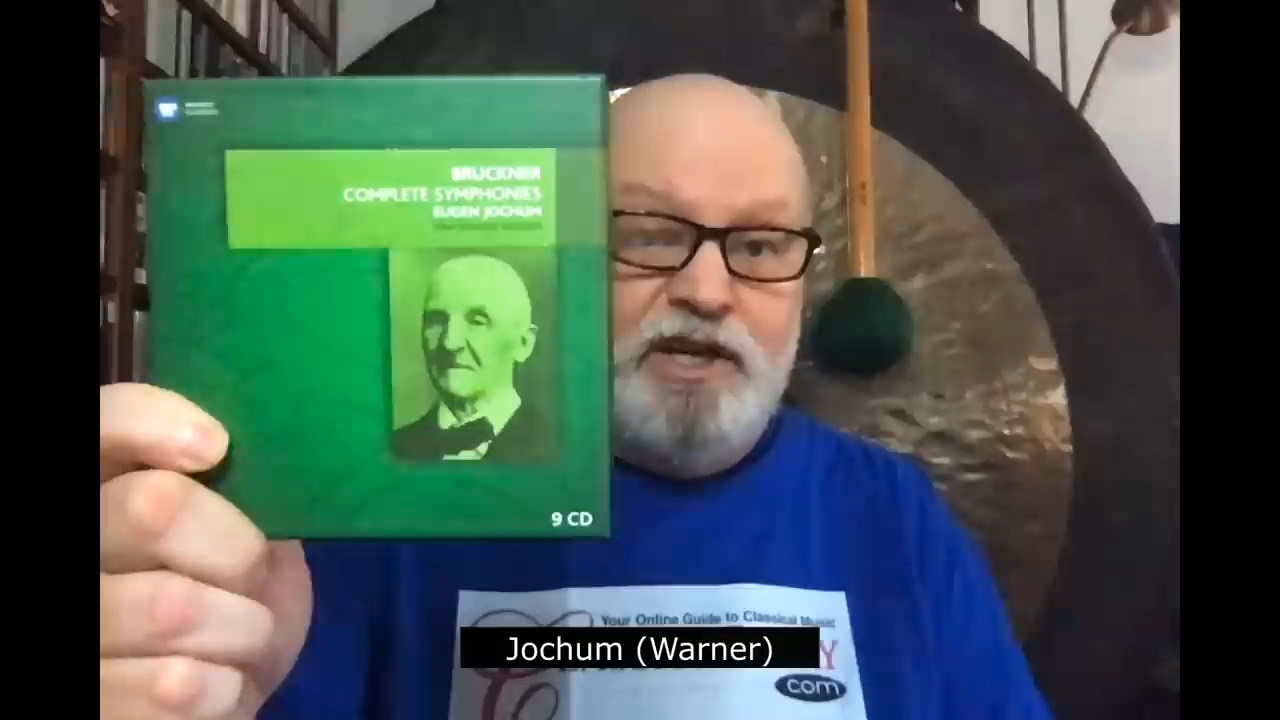 BRUCKNER
COMPLETE SYMPHONIES
EUGEN JOCHUM
9 CD
Your Online Guide to Classical Music
Jochum (Warner)
Y
com